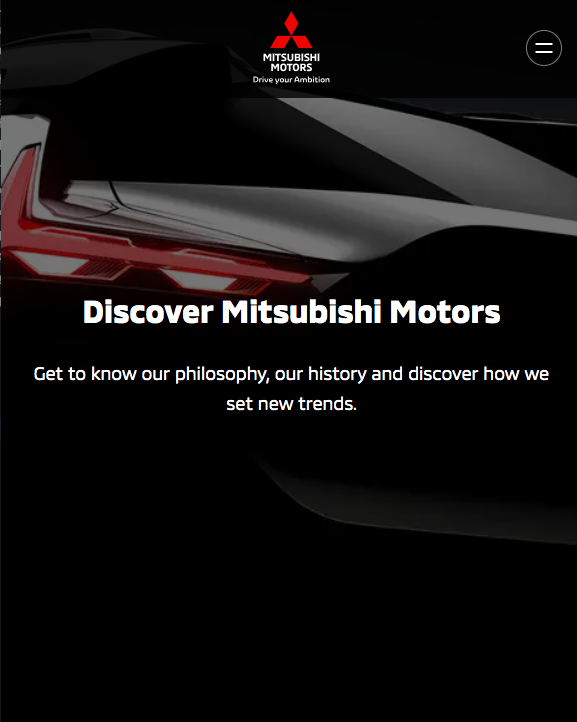 MITSUBISHI
MOTORS
Drive your Ambition
Discover Mitsubishi Motors
Get to know our philosophy, our history and discover how we
set new trends.